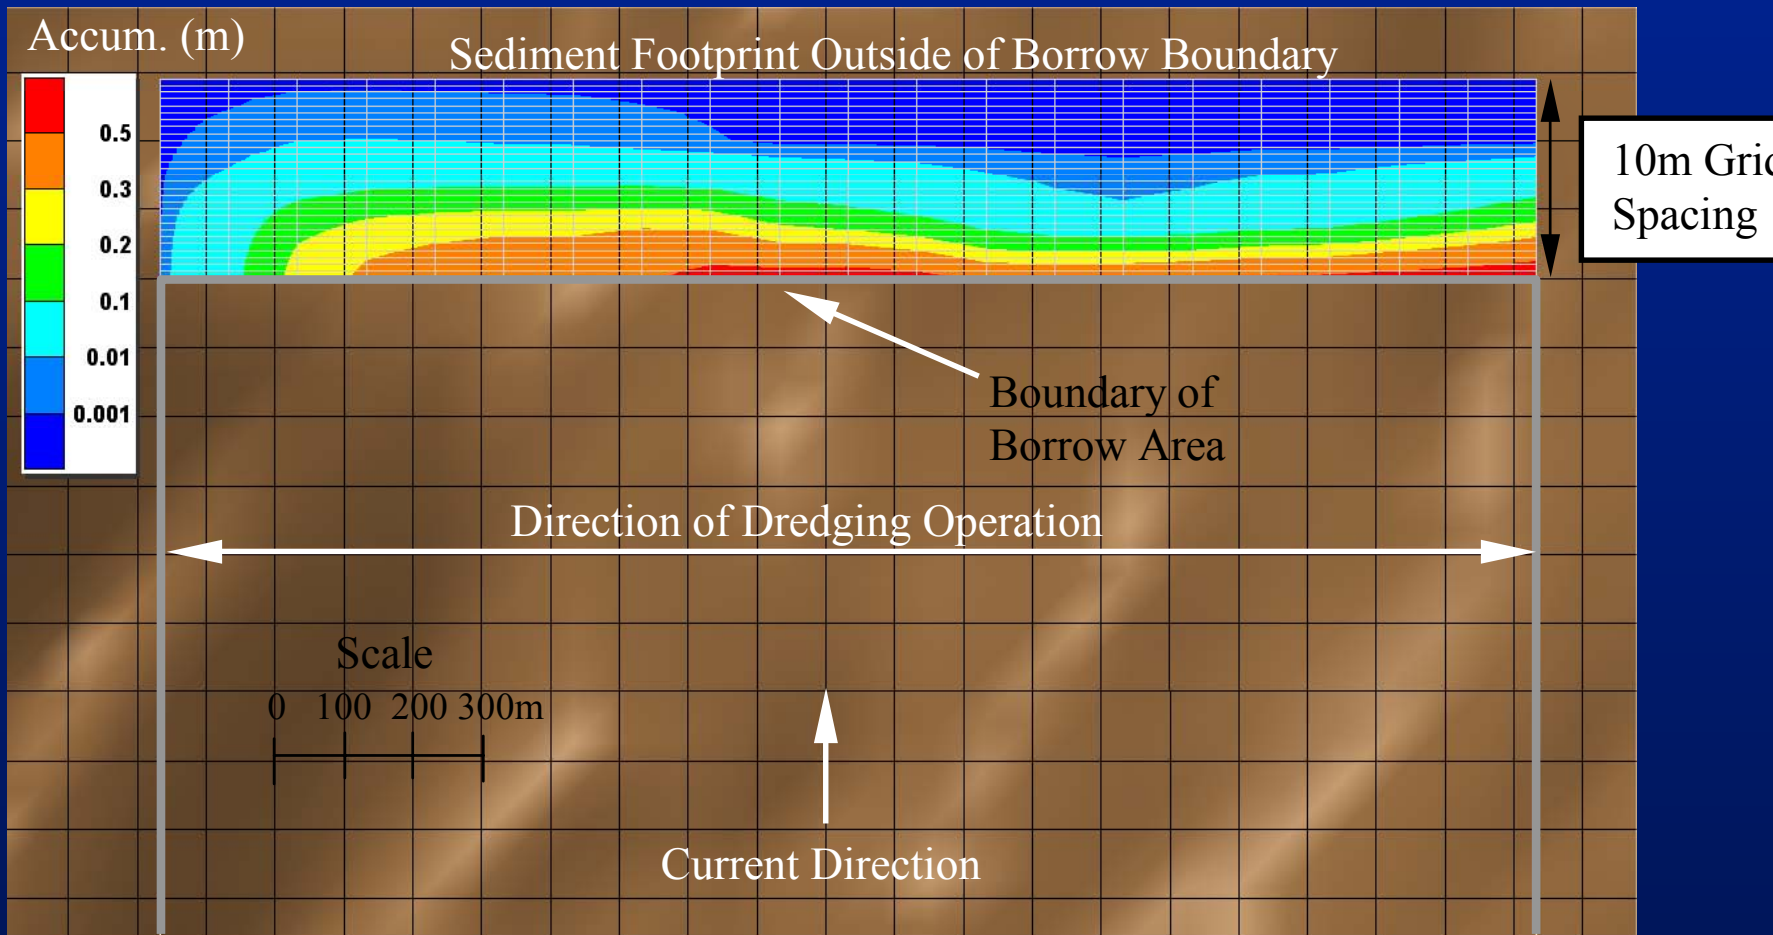 Accum. (m)
Sediment Footprint Outside of Borrow Boundary
0.5
0.3
0.2
0.1
0.01
0.001
10m Grid
Spacing
Boundary of
Borrow Area
Direction of Dredging Operation
Scale
0 100 200 300m
Current Direction